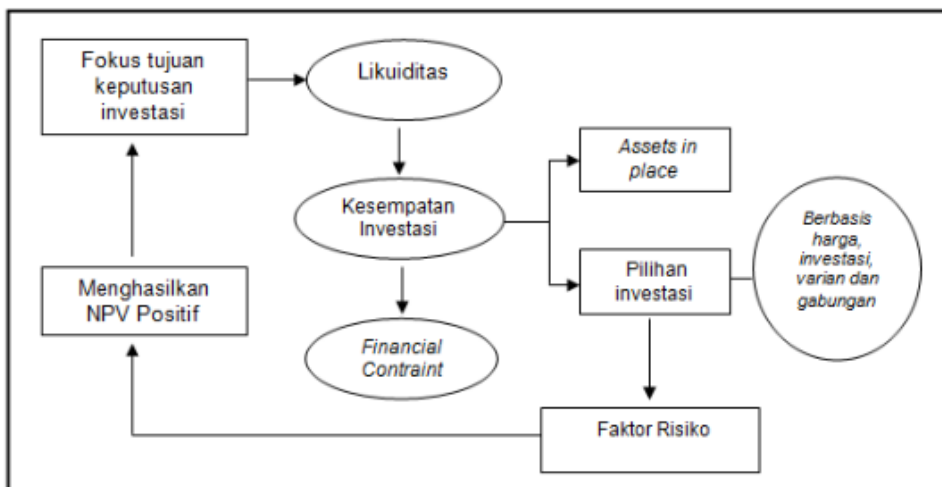 Fokus tujuan
keputusan
investasi
Likuiditas
Assets in
place
Kesempatan
Investasi
Berbasis
harga,
investasi,
varian dan
gabungan
Pilihan
investasi
Menghasilkan
NPV Positif
Financial
Contraint
Faktor Risiko